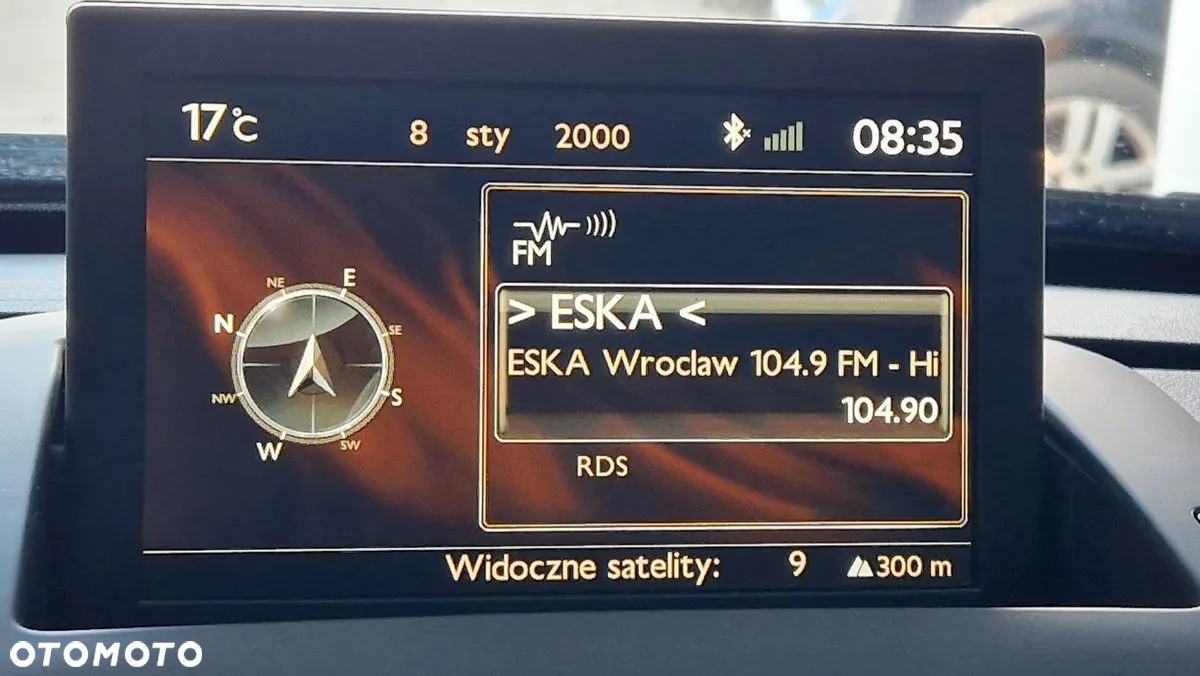 17°C 8 sty 2000 08:35
FM
> ESKA <
ESKA Wroclaw 104.9 FM - Hi
104.90
RDS
NE E
N SE
NW S
W SW
Widoczne satelity: 9 300 m
OTOMOTO